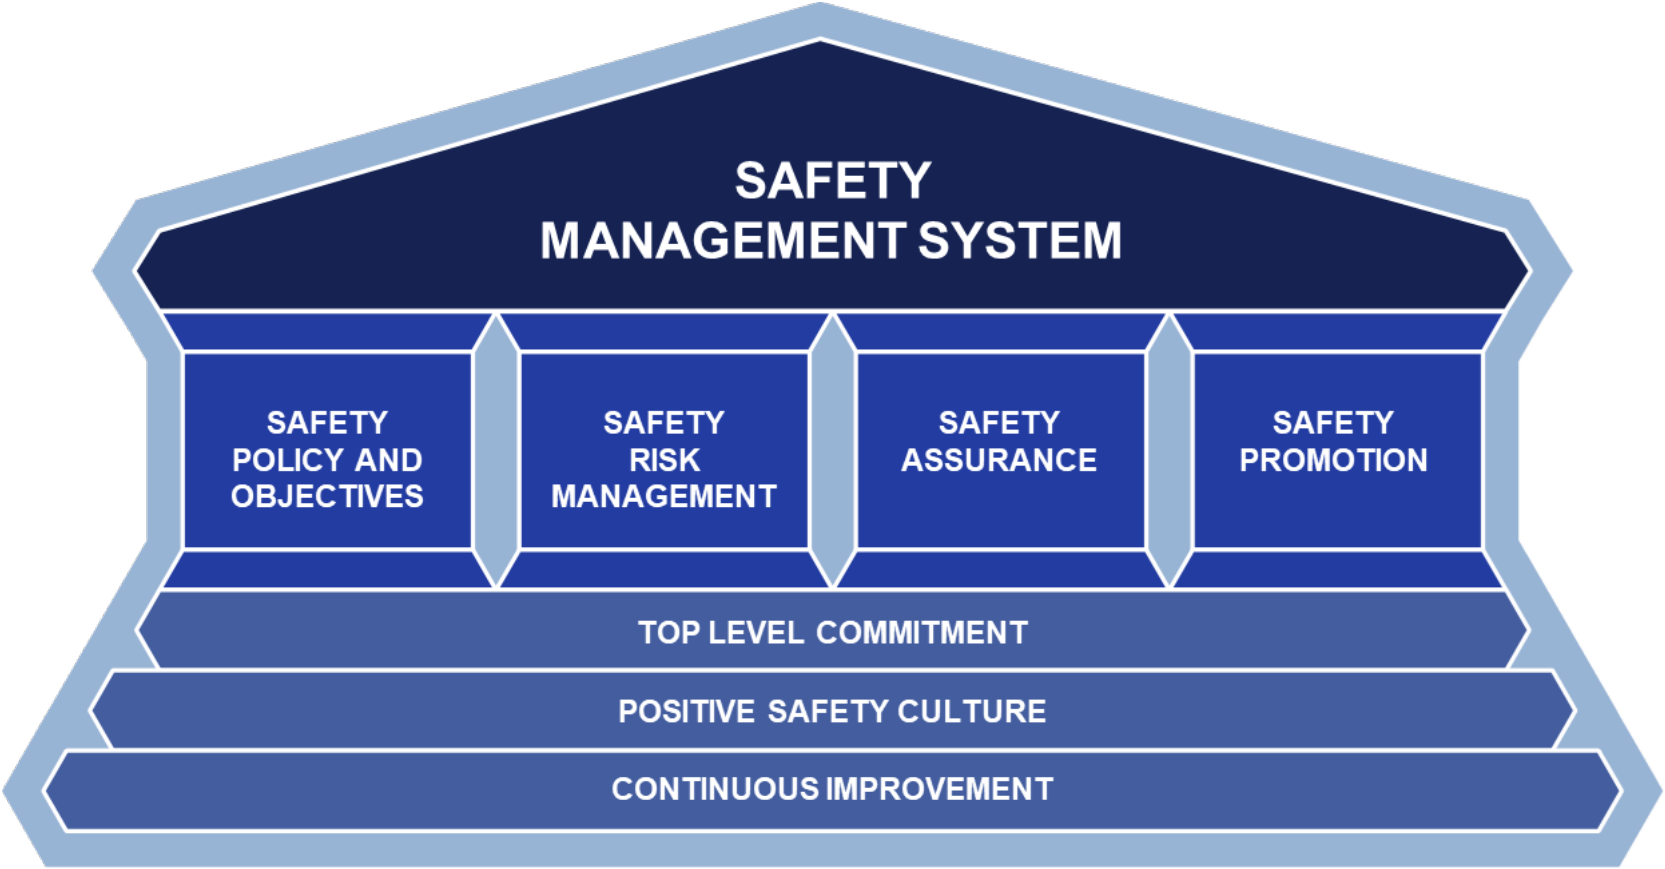 SAFETY
MANAGEMENT SYSTEM
SAFETY
POLICY AND
OBJECTIVES
SAFETY
RISK
MANAGEMENT
SAFETY
ASSURANCE
SAFETY
PROMOTION
TOP LEVEL COMMITMENT
POSITIVE SAFETY CULTURE
CONTINUOUS IMPROVEMENT